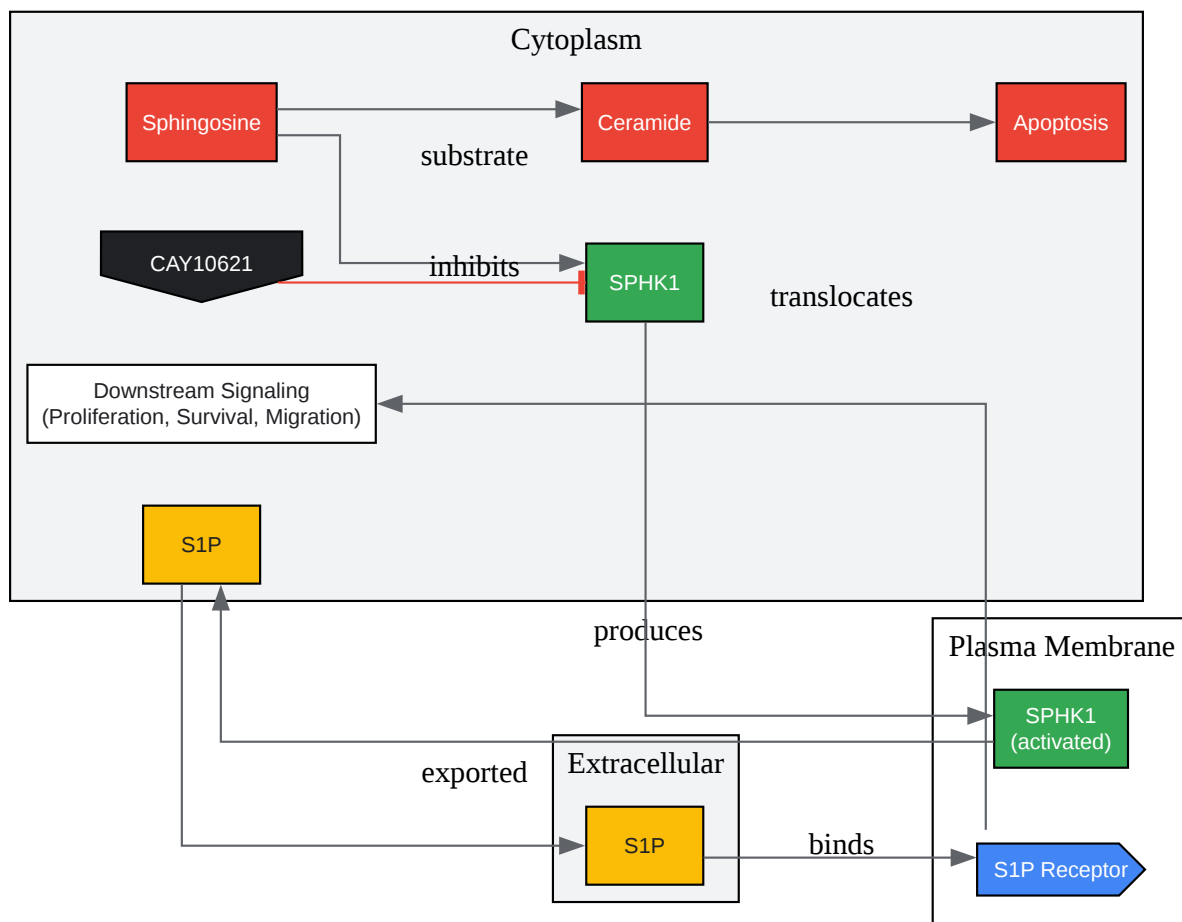 Cytoplasm
Sphingosine
Ceramide
Apoptosis
substrate
CAY10621
inhibits
SPHK1
translocates
Downstream Signaling
(Proliferation, Survival, Migration)
S1P
produces
Plasma Membrane
SPHK1
(activated)
exported
Extracellular
S1P
binds
S1P Receptor